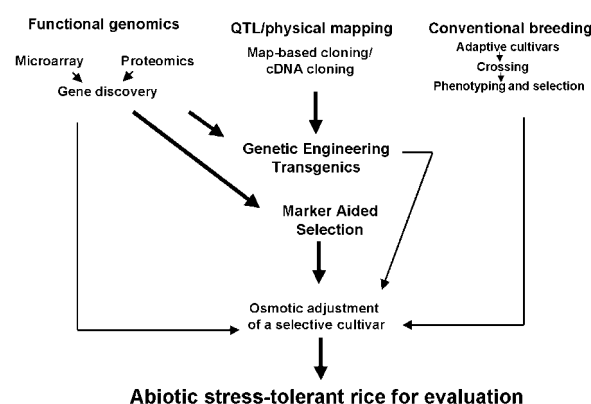 Functional genomics
Microarray Proteomics
Gene discovery
QTL/physical mapping
Map-based cloning/
cDNA cloning
Conventional breeding
Adaptive cultivars
Crossing
Phenotyping and selection
Genetic Engineering
Transgenics
Marker Aided
Selection
Osmotic adjustment
of a selective cultivar
Abiotic stress-tolerant rice for evaluation